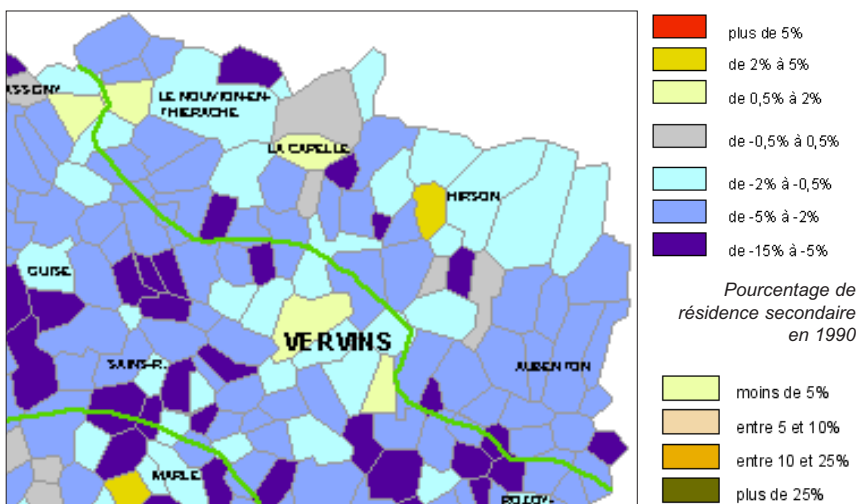 plus de 5%
de 2% à 5%
de 0,5% à 2%
de -0,5% à 0,5%
de -2% à -0,5%
de -5% à -2%
de -15% à -5%
Pourcentage de
résidence secondaire
en 1990
moins de 5%
entre 5 et 10%
entre 10 et 25%
plus de 25%
ASSIGNY
LE NOUVION-EN-
THIERACHE
LA CAPELLE
HIRSON
GUISE
VERVINS
SAINS-R.
AUBENTON
MARLE